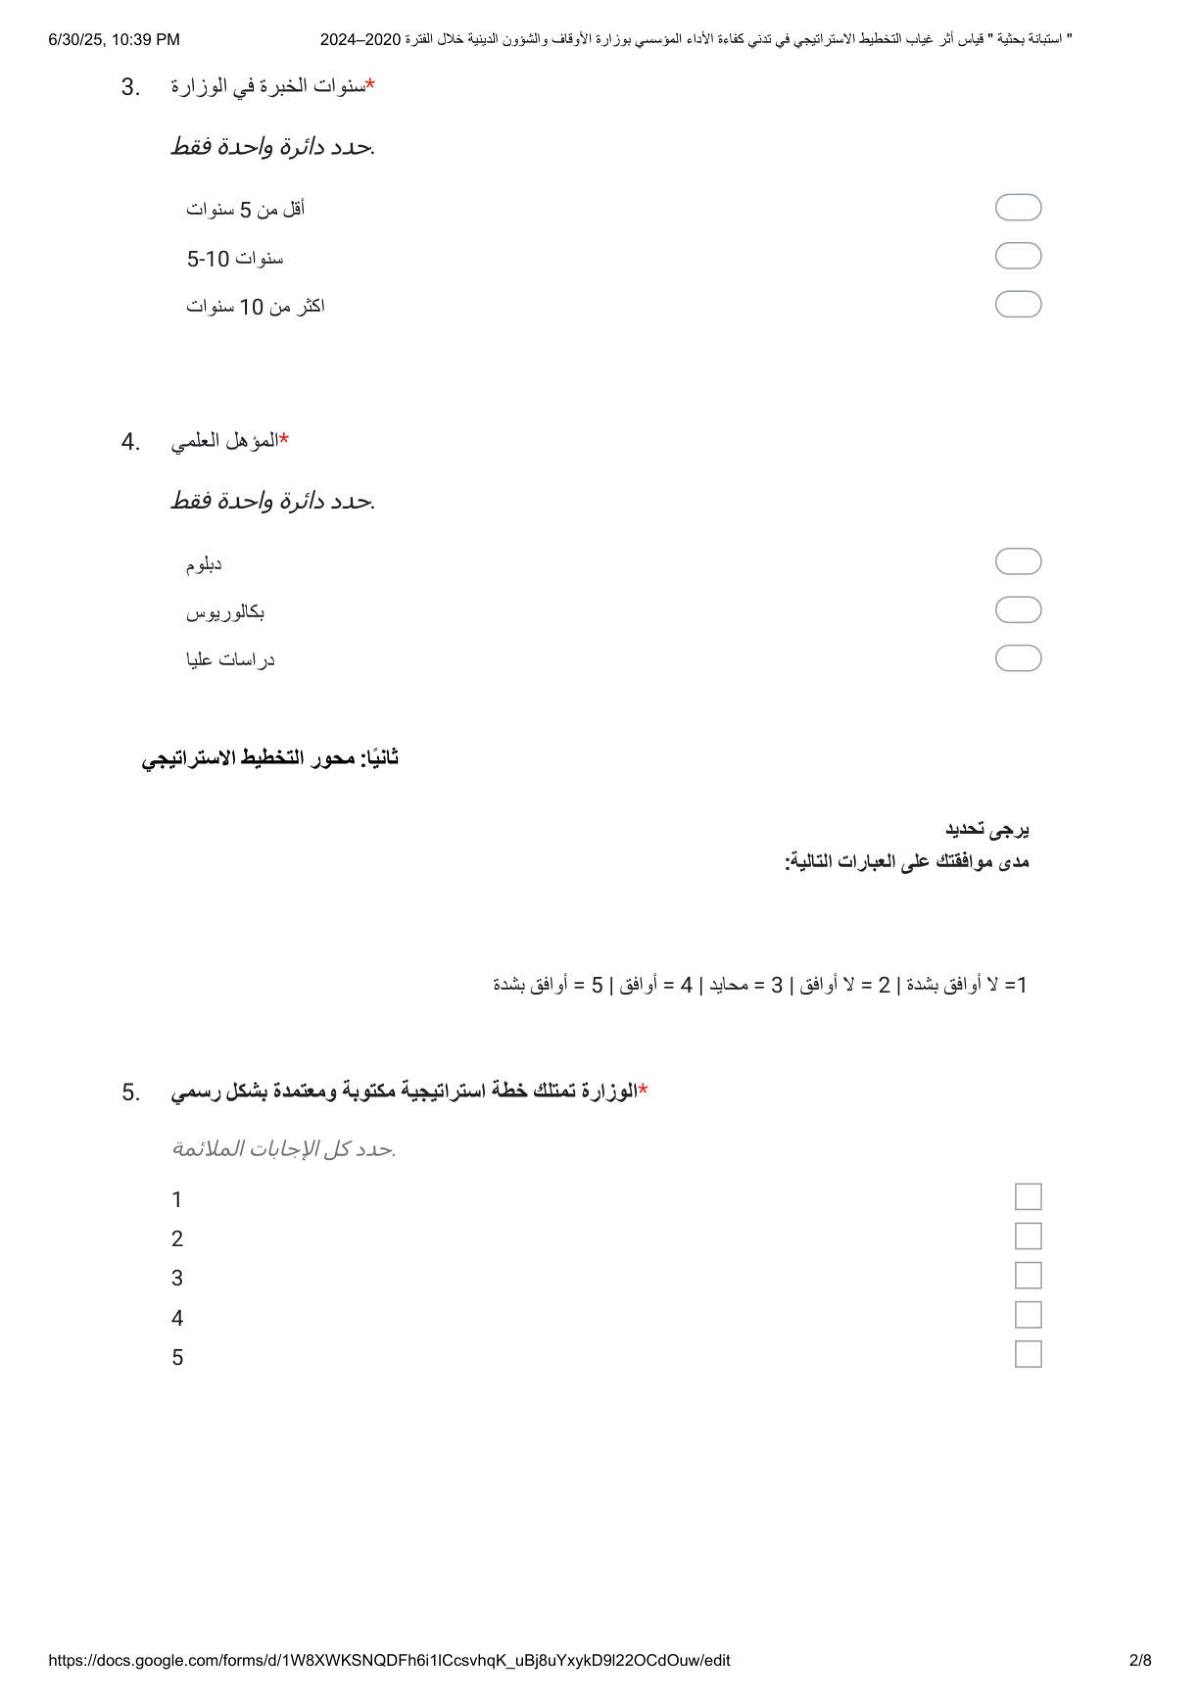 6/30/25, 10:39 PM
" استبانة بحثية " قياس أثر غياب التخطيط الاستراتيجي في تدني كفاءة الأداء المؤسسي بوزارة الأوقاف والشؤون الدينية خلال الفترة 2020–2024
3. سنوات الخبرة في الوزارة*
حدد دائرة واحدة فقط.
أقل من 5 سنوات
5-10 سنوات
اكثر من 10 سنوات
4. المؤهل العلمي*
حدد دائرة واحدة فقط.
دبلوم
بكالوريوس
دراسات عليا
ثانيًا: محور التخطيط الاستراتيجي
يرجى تحديد
مدى موافقتك على العبارات التالية:
1= لا أوافق بشدة | 2 = لا أوافق | 3 = محايد | 4 = أوافق | 5 = أوافق بشدة
5. الوزارة تمتلك خطة استراتيجية مكتوبة ومعتمدة بشكل رسمي*
حدد كل الإجابات الملائمة.
1
2
3
4
5
https://docs.google.com/forms/d/1W8XWKSNQDFh6i1lCcsvhqK_uBj8uYxykD9l22OCdOuw/edit
2/8